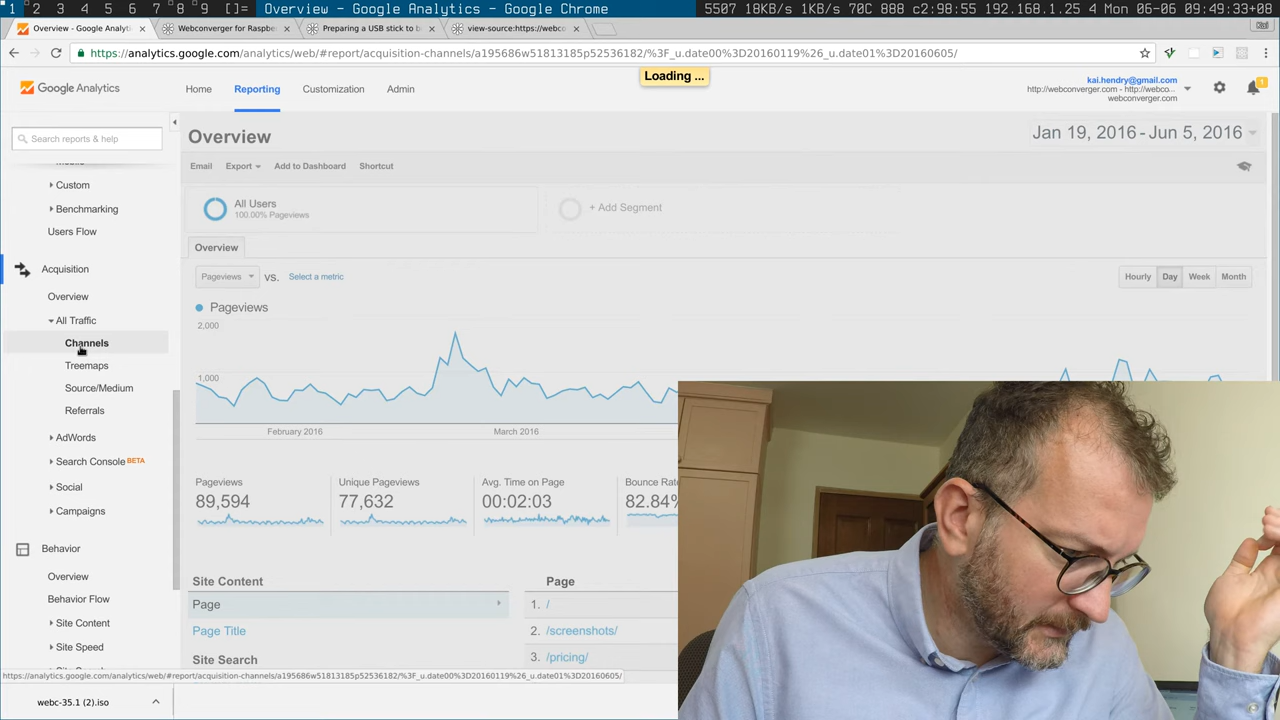 1 2 3 4 5 6 7 8 9 []= Overview - Google Analytics - Google Chrome 087 18KB/s 1KB/s 70C c2:98:55 192.168.1.25 4 Mon 06-06 09:49:33+08
Overview - Google Analyti Webconverger for Raspbe Preparing a USB stick to b view-source:https://webco Kai
https://analytics.google.com/analytics/web/#report/acquisition-channels/a195686w51813185p52536182/%3F_u.date00%3D20160119%26_u.date01%3D20160605/
Loading ...
Google Analytics
Home Reporting Customization Admin
kai.hendry@gmail.com
http://webconverger.com - http://webco...
webconverger.com
1
Search reports & help
Overview
Jan 19, 2016 - Jun 5, 2016
Email Export Add to Dashboard Shortcut
Custom
Benchmarking
Users Flow
Acquisition
Overview
All Traffic
Channels
Treemaps
Source/Medium
Referrals
AdWords
Search Console BETA
Social
Campaigns
Behavior
Overview
Behavior Flow
Site Content
Site Speed
All Users
100.00% Pageviews
+ Add Segment
Overview
Pageviews VS. Select a metric
Hourly Day Week Month
Pageviews
2,000
1,000
February 2016 March 2016
Pageviews
89,594
Unique Pageviews
77,632
Avg. Time on Page
00:02:03
Bounce Rate
82.84%
Site Content
Page
Page Title
Site Search
Page
1. /
2. /screenshots/
3. /pricing/
https://analytics.google.com/analytics/web/#report/acquisition-channels/a195686w51813185p52536182/%3F_u.date00%3D20160119%26_u.date01%3D20160605/
webc-35.1 (2).iso